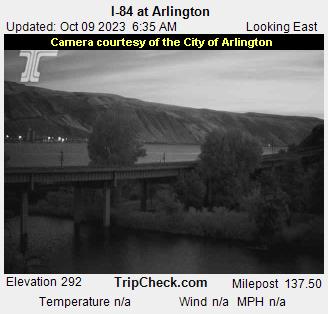 I-84 at Arlington
Updated: Oct 09 2023 6:35 AM Looking East
Camera courtesy of the City of Arlington
Elevation 292 TripCheck.com Milepost 137.50
Temperature n/a Wind n/a MPH n/a